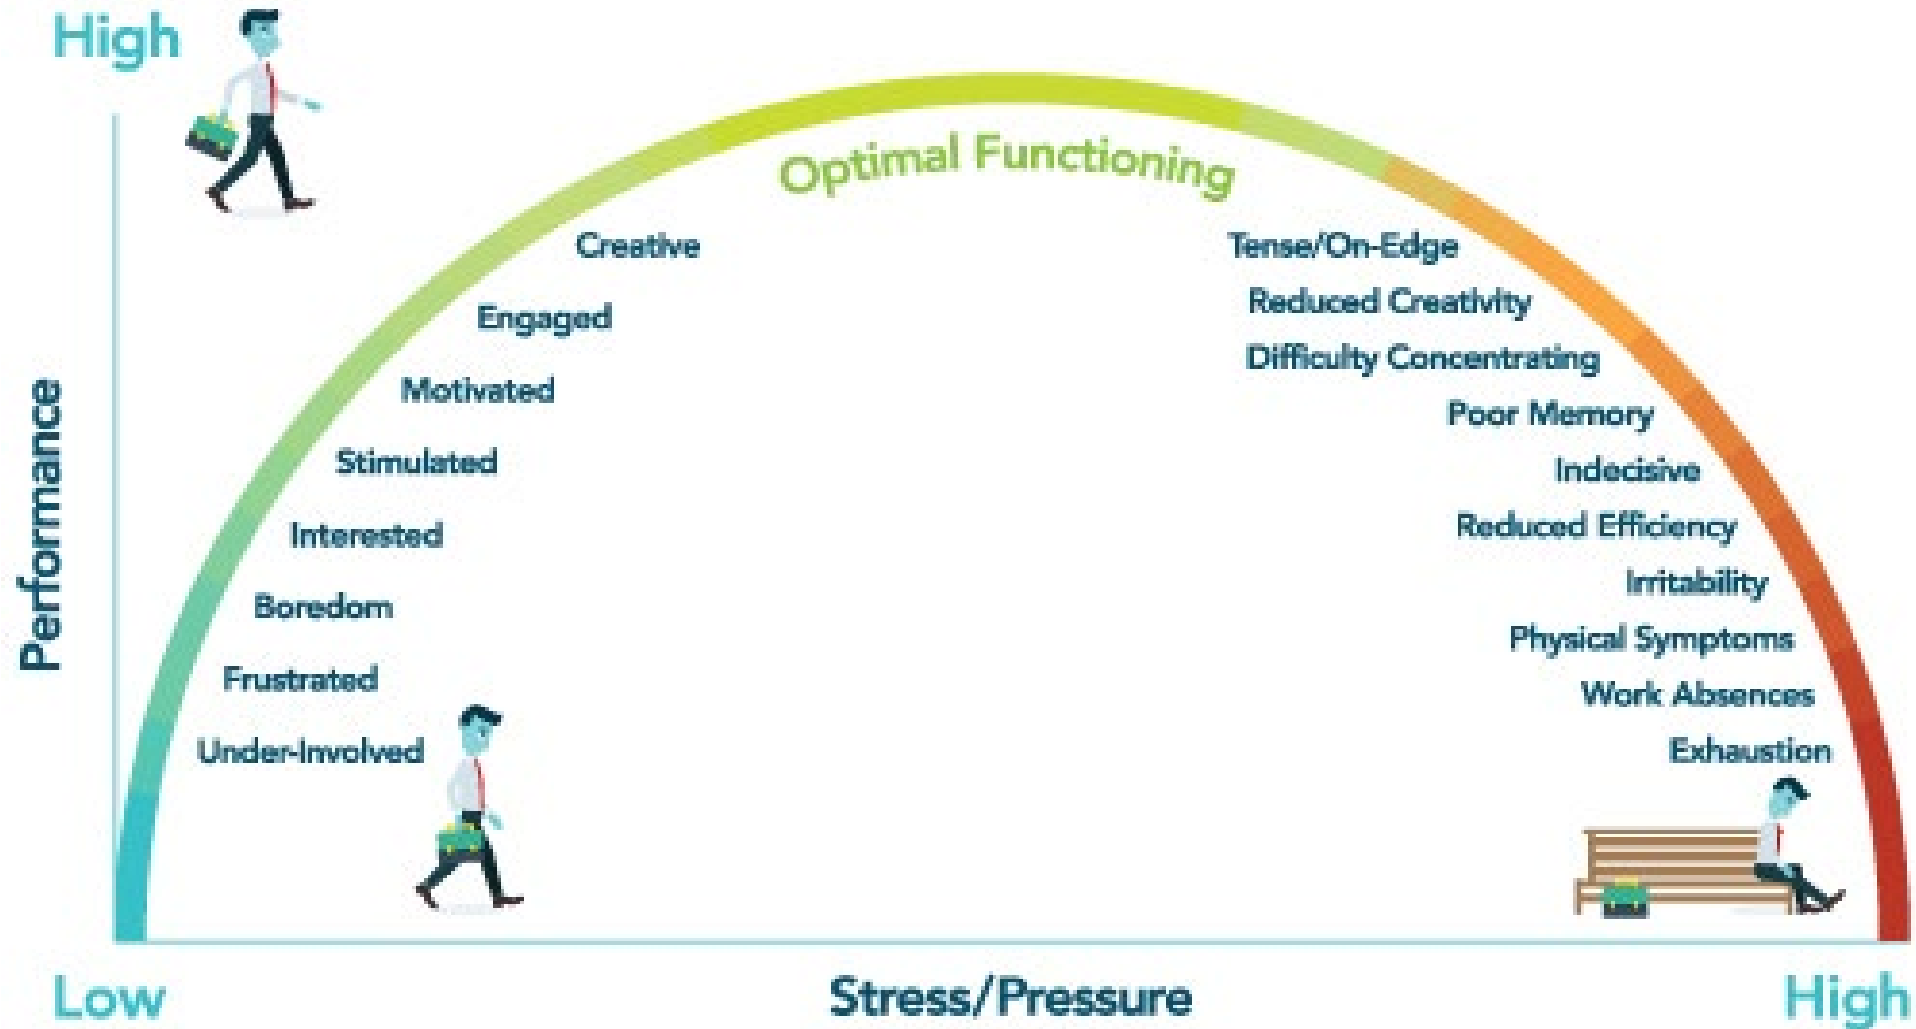 High
Optimal Functioning
Creative
Engaged
Motivated
Stimulated
Interested
Boredom
Frustrated
Under-Involved
Tense/On-Edge
Reduced Creativity
Difficulty Concentrating
Poor Memory
Indecisive
Reduced Efficiency
Irritability
Physical Symptoms
Work Absences
Exhaustion
Performance
Low
Stress/Pressure
High